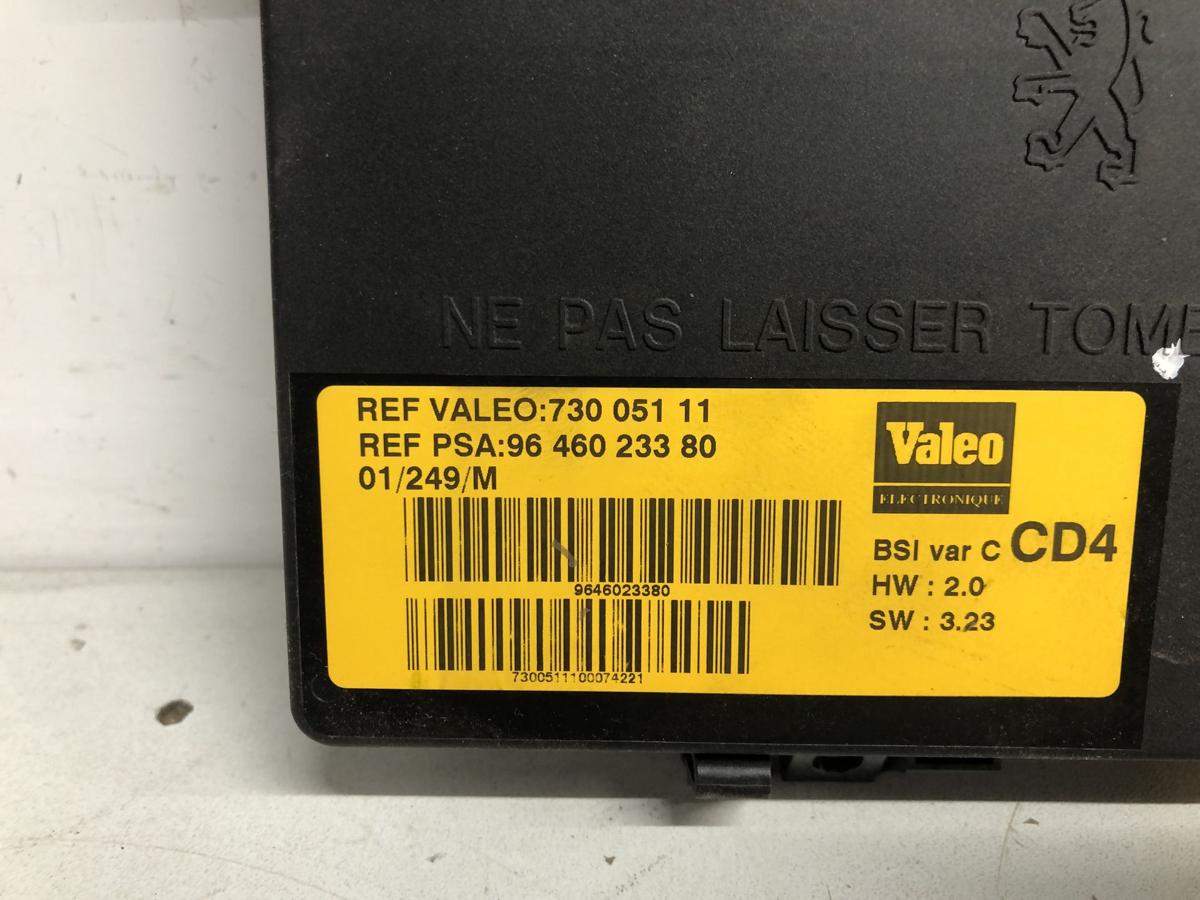 NE PAS LAISSER TOMB
REF VALEO:730 051 11
REF PSA:96 460 233 80
01/249/M
9646023380
7300511100074221
Valeo
ELECTRONIQUE
BSI var C CD4
HW : 2.0
SW : 3.23